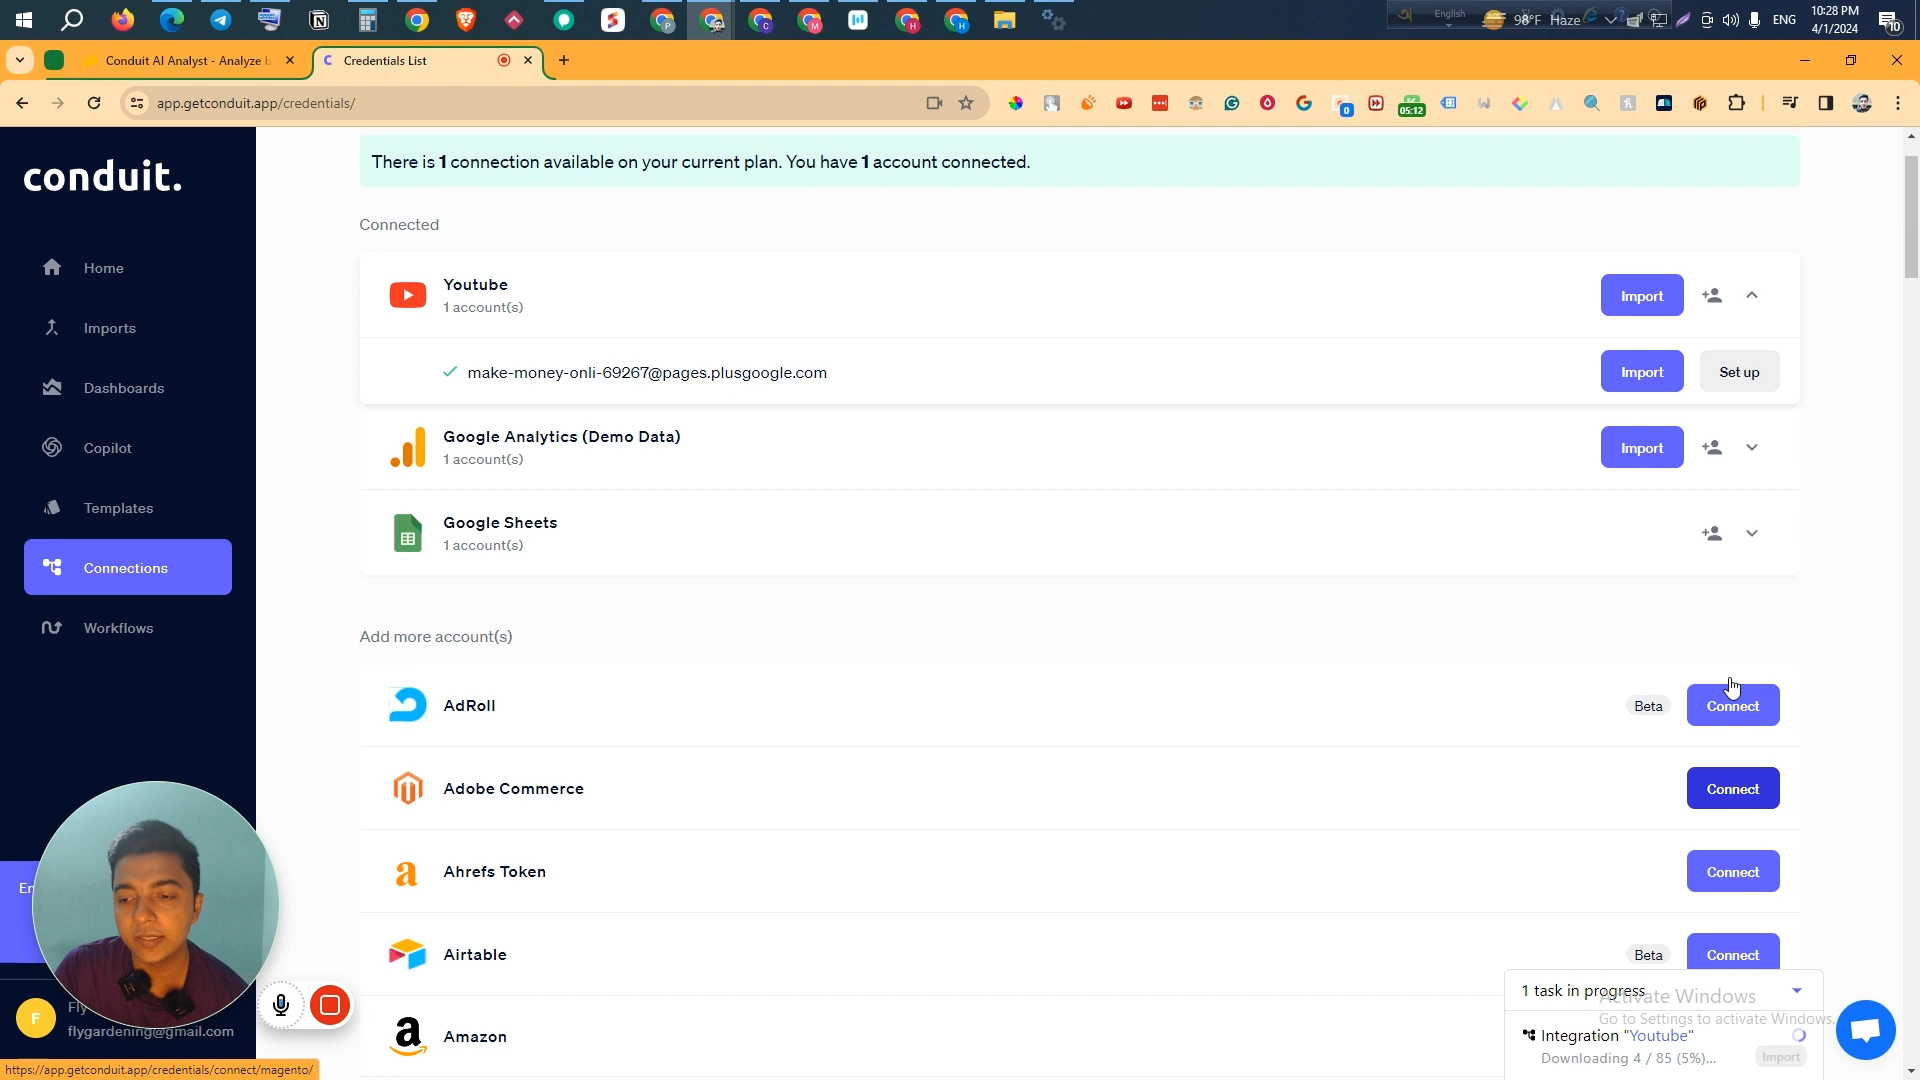 English
98°F Haze
ENG
10:28 PM
4/1/2024
10
Conduit AI Analyst - Analyze b
Credentials List
app.getconduit.app/credentials/
0
05:12
conduit.
Home
Imports
Dashboards
Copilot
Templates
Connections
Workflows
There is 1 connection available on your current plan. You have 1 account connected.
Connected
Youtube
1 account(s)
Import
make-money-onli-69267@pages.plusgoogle.com
Import
Set up
Google Analytics (Demo Data)
1 account(s)
Import
Google Sheets
1 account(s)
Add more account(s)
AdRoll
Beta
Connect
Adobe Commerce
Connect
Ahrefs Token
Connect
Airtable
Beta
Connect
Amazon
1 task in progress
Activate Windows
Go to Settings to activate Windows.
Integration "Youtube"
Downloading 4 / 85 (5%)...
Import
F
flygardening@gmail.com
https://app.getconduit.app/credentials/connect/magento/